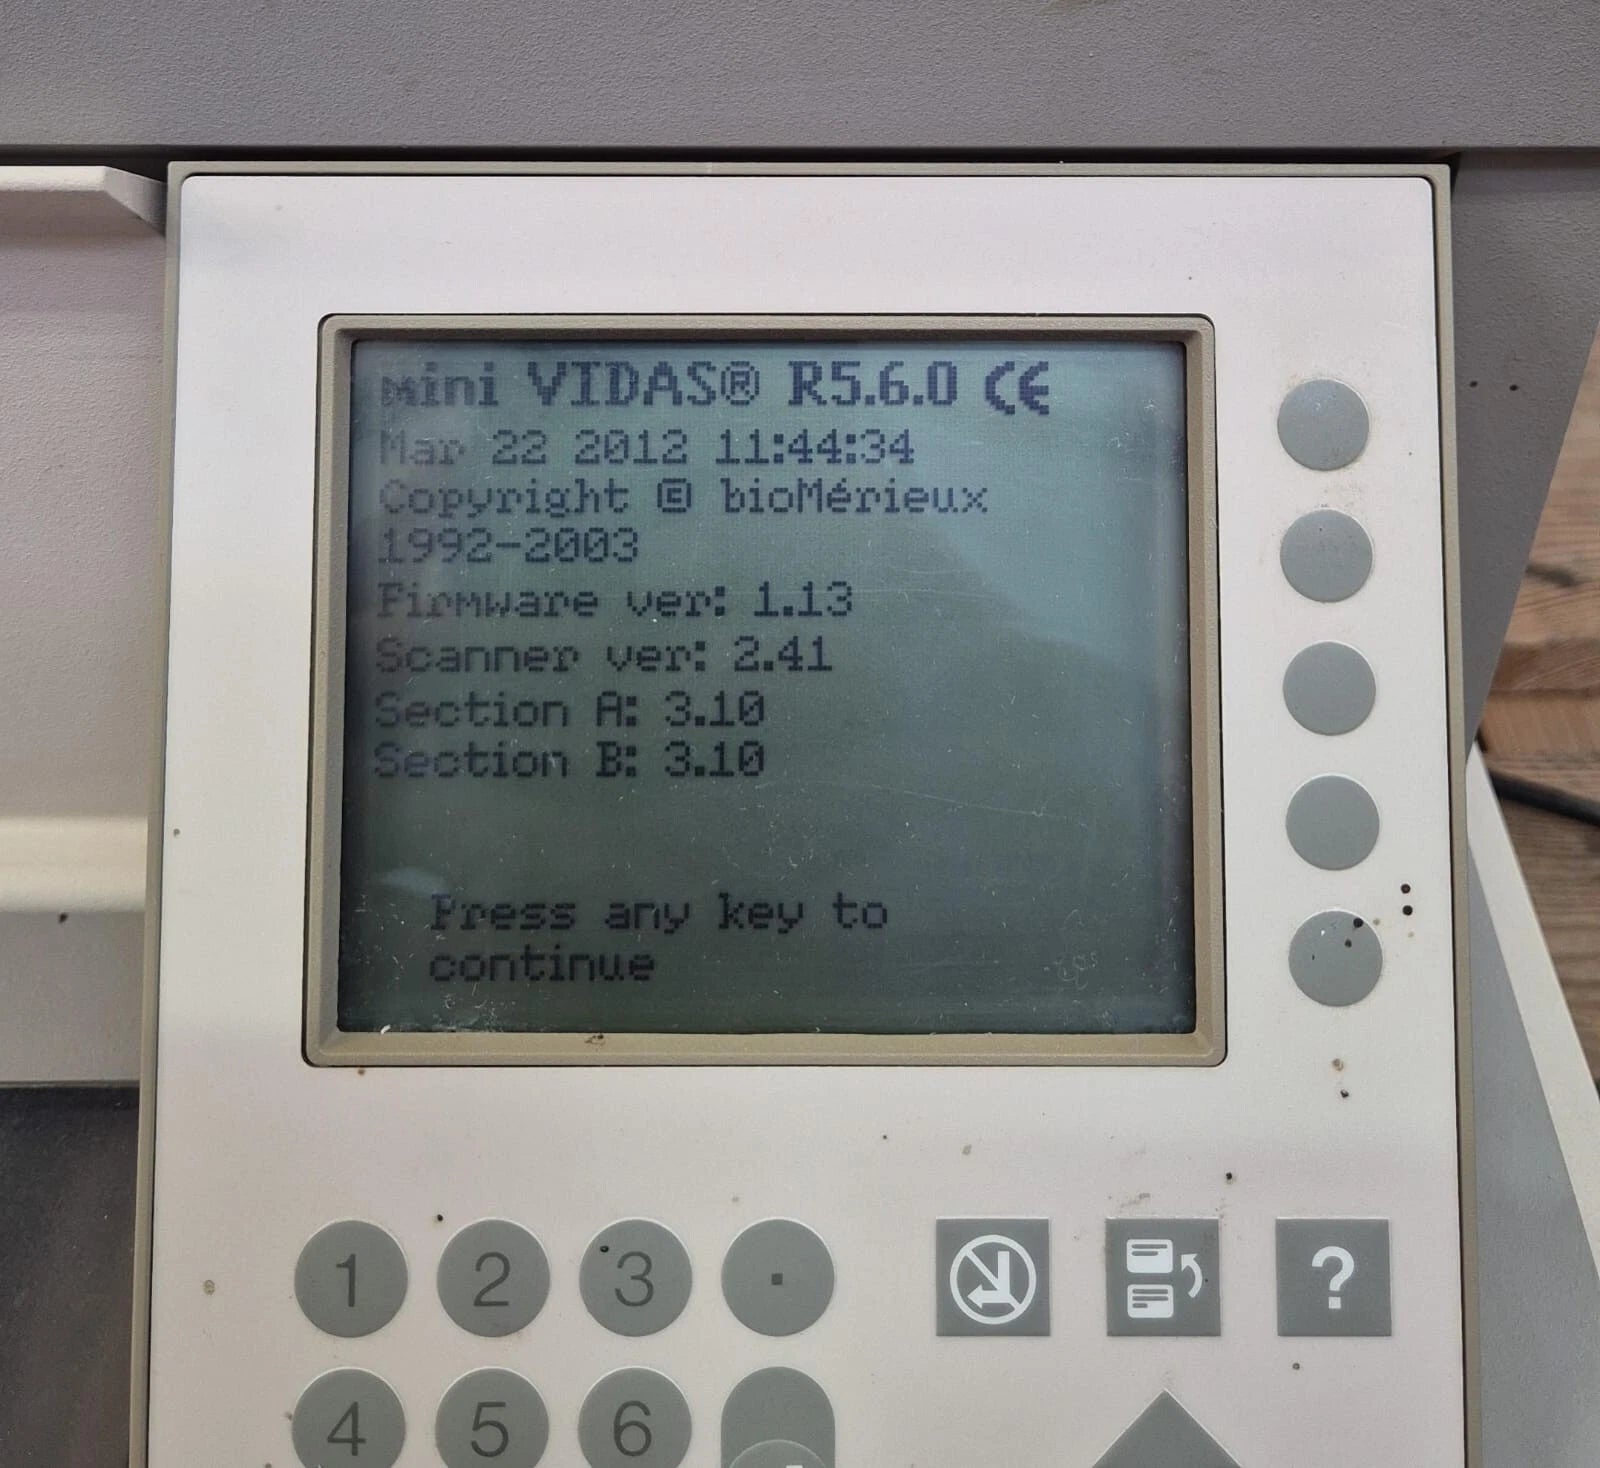 mini VIDAS® R5.6.0 CE
Mar 22 2012 11:44:34
Copyright © bioMérieux
1992-2003
Firmware ver: 1.13
Scanner ver: 2.41
Section A: 3.10
Section B: 3.10
Press any key to
continue
1 2 3 . ?
4 5 6